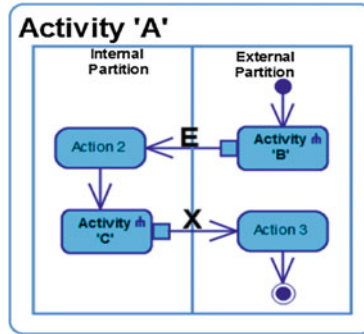 Activity 'A'
Internal
Partition
External
Partition
E
Action 2
Activity
'B'
Activity
'C'
X
Action 3